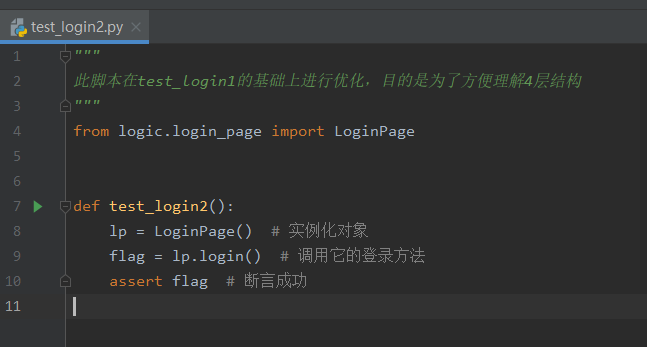 test_login2.py
1 """
2 此脚本在test_login1的基础上进行优化，目的是为了方便理解4层结构
3 """
4 from logic.login_page import LoginPage
5
6
7 def test_login2():
8 lp = LoginPage()  # 实例化对象
9 flag = lp.login()  # 调用它的登录方法
10 assert flag  # 断言成功
11